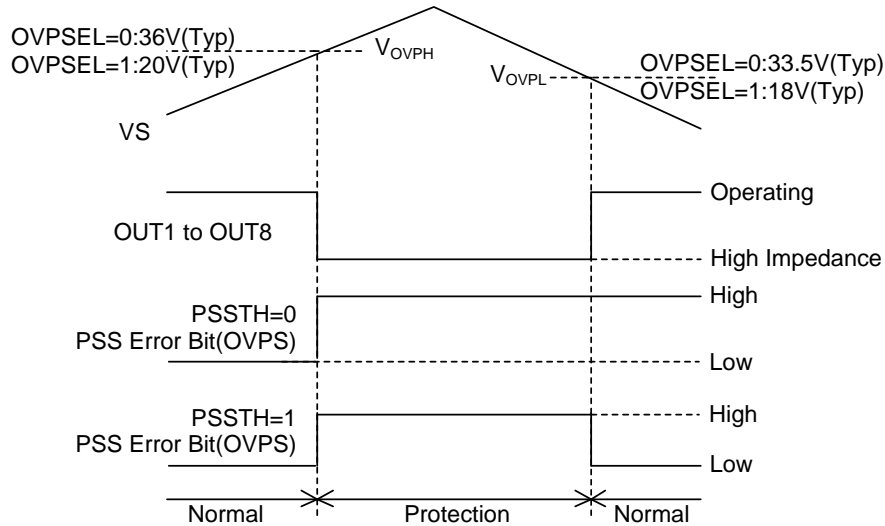 OVPSEL=0:36V(Typ)
OVPSEL=1:20V(Typ)
VOVPH
VOVPL
OVPSEL=0:33.5V(Typ)
OVPSEL=1:18V(Typ)
VS
OUT1 to OUT8
Operating
High Impedance
PSSTH=0
PSS Error Bit(OVPS)
High
Low
PSSTH=1
PSS Error Bit(OVPS)
High
Low
Normal
Protection
Normal